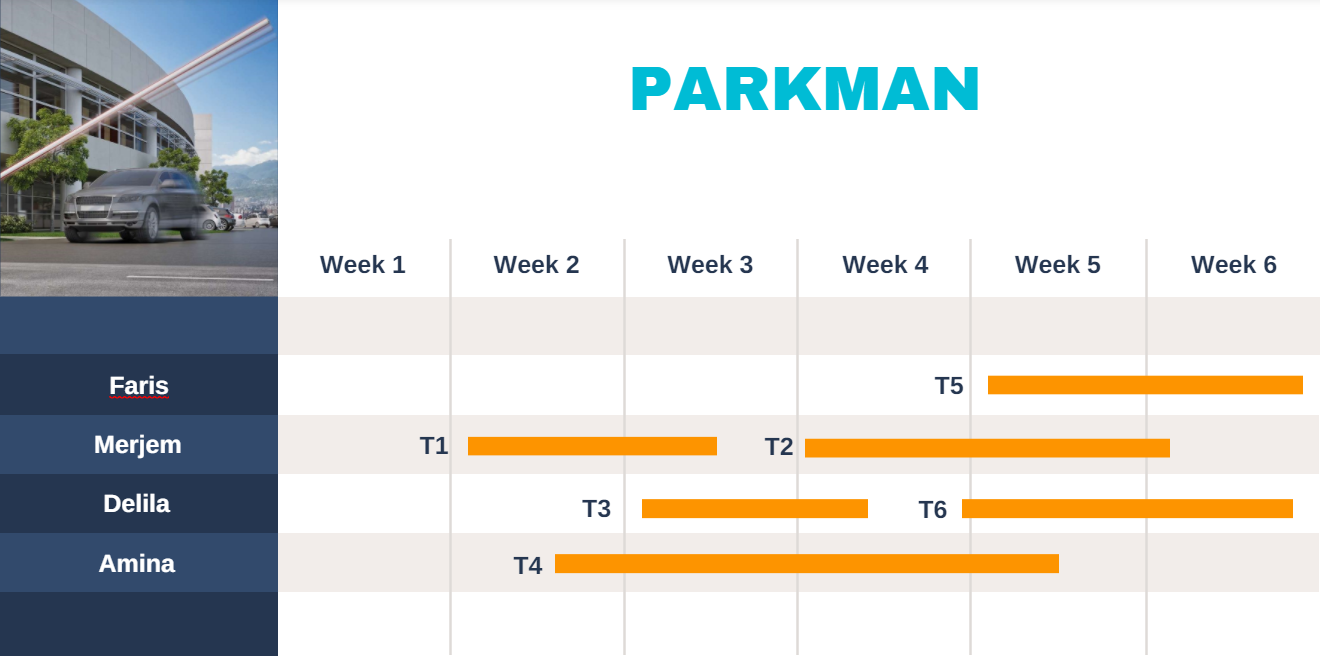 PARKMAN
Week 1 Week 2 Week 3 Week 4 Week 5 Week 6
Faris T5
Merjem T1 T2
Delila T3 T6
Amina T4